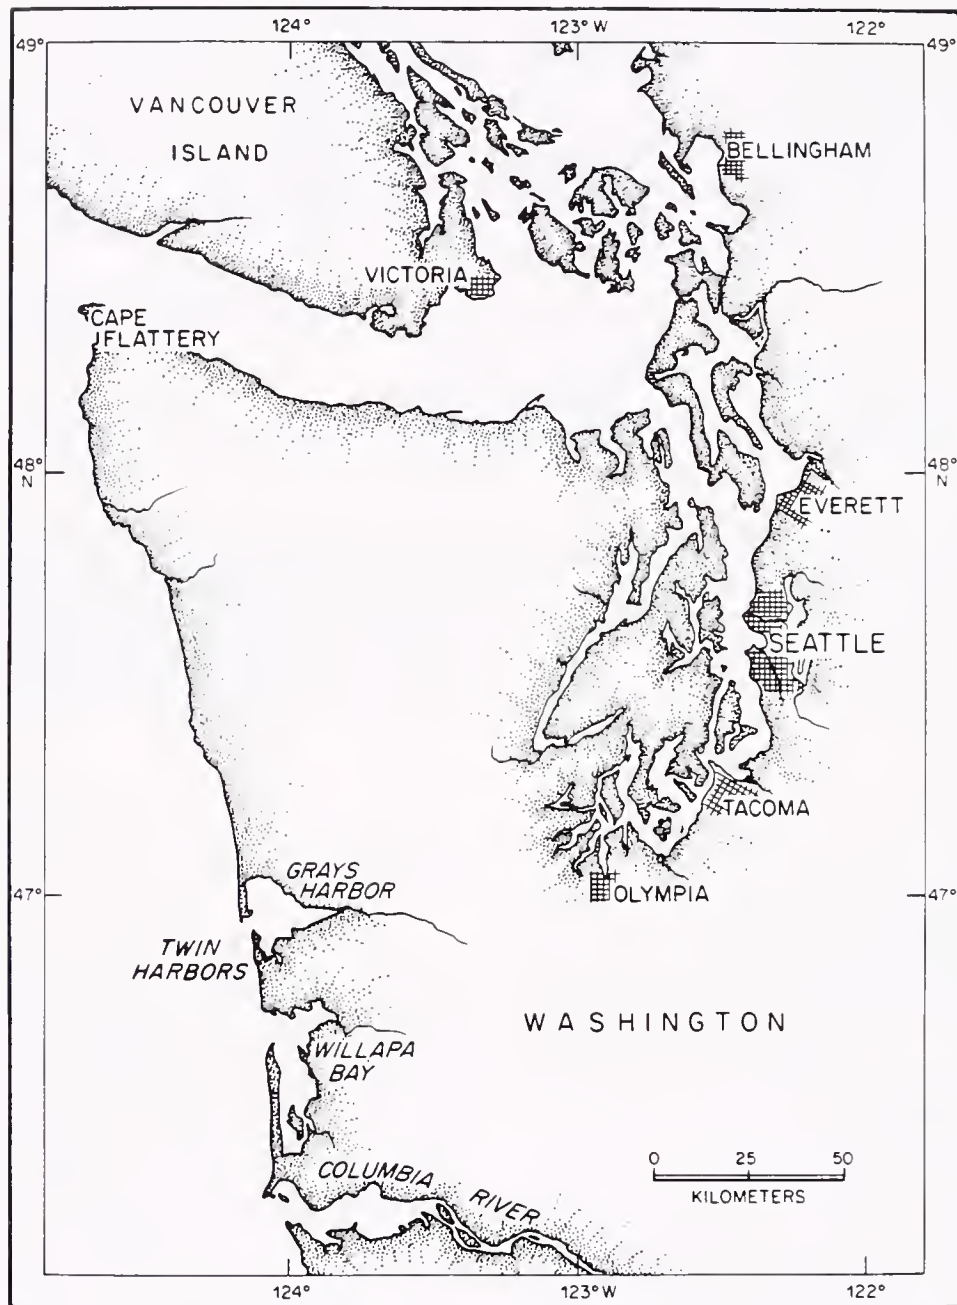 124°
123° W
122°
49°
49°
VANCOUVER
ISLAND
BELLINGHAM
VICTORIA
CAPE
FLATTERY
48°
N
48°
N
EVERETT
SEATTLE
TACOMA
47°
47°
GRAYS
HARBOR
OLYMPIA
TWIN
HARBORS
WASHINGTON
WILLAPA
BAY
COLUMBIA
RIVER
0 25 50
KILOMETERS
124°
123° W
122°